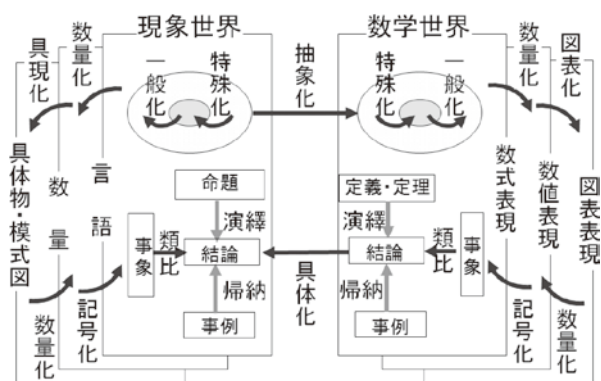 現象世界
数学世界
具現化
数量化
一般化
特殊化
抽象化
特殊化
一般化
数量化
図表化
具体物・模式図
数量
言語
命題
演繹
事象
類比
結論
帰納
事例
具体化
定義・定理
演繹
結論
類比
事象
帰納
事例
数式表現
数値表現
図表表現
数量化
記号化
記号化
数量化